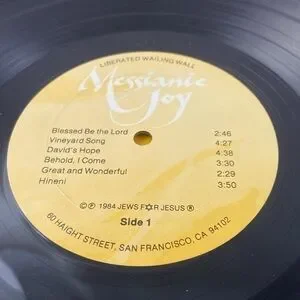 LIBERATED WAILING WALL
Messianic
Joy
Blessed Be the Lord 2:46
Vineyard Song 4:27
David's Hope 4:38
Behold, I Come 3:30
Great and Wonderful 2:29
Hineni 3:50
© ℗ 1984 JEWS F✡R JESUS ®
Side 1
60 HAIGHT STREET, SAN FRANCISCO, CA 94102